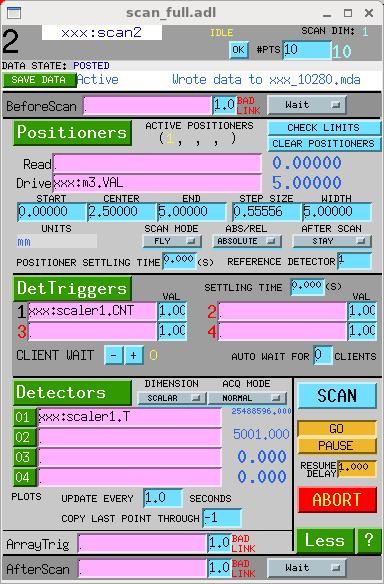 scan_full.adl
2 xxx:scan2 IDLE SCAN DIM: 1
OK #PTS 10 10
DATA STATE: POSTED
SAVE DATA Active Wrote data to xxx_10280.mda
BeforeScan 1.0 BAD LINK Wait
Positioners ACTIVE POSITIONERS CHECK LIMITS
(1, , , ) CLEAR POSITIONERS
Read 0.00000
Drive xxx:m3.VAL 5.00000
START CENTER END STEP SIZE WIDTH
0.00000 2.50000 5.00000 0.55556 5.00000
UNITS SCAN MODE ABS/REL AFTER SCAN
mm FLY ABSOLUTE STAY
POSITIONER SETTLING TIME 0.000 (S) REFERENCE DETECTOR 1
DetTriggers SETTLING TIME 0.000 (S)
VAL VAL
1 xxx:scaler1.CNT 1.00 2 1.00
3 1.00 4 1.00
CLIENT WAIT - + 0 AUTO WAIT FOR 0 CLIENTS
Detectors DIMENSION ACQ MODE
SCALAR NORMAL
01 xxx:scaler1.T 25488596.000
02 5001.000
03 0.000
04 0.000
SCAN
GO
PAUSE
RESUME DELAY 1.000
ABORT
Less ?
PLOTS UPDATE EVERY 1.0 SECONDS
COPY LAST POINT THROUGH -1
ArrayTrig 1.0 BAD LINK
AfterScan 1.0 BAD LINK Wait